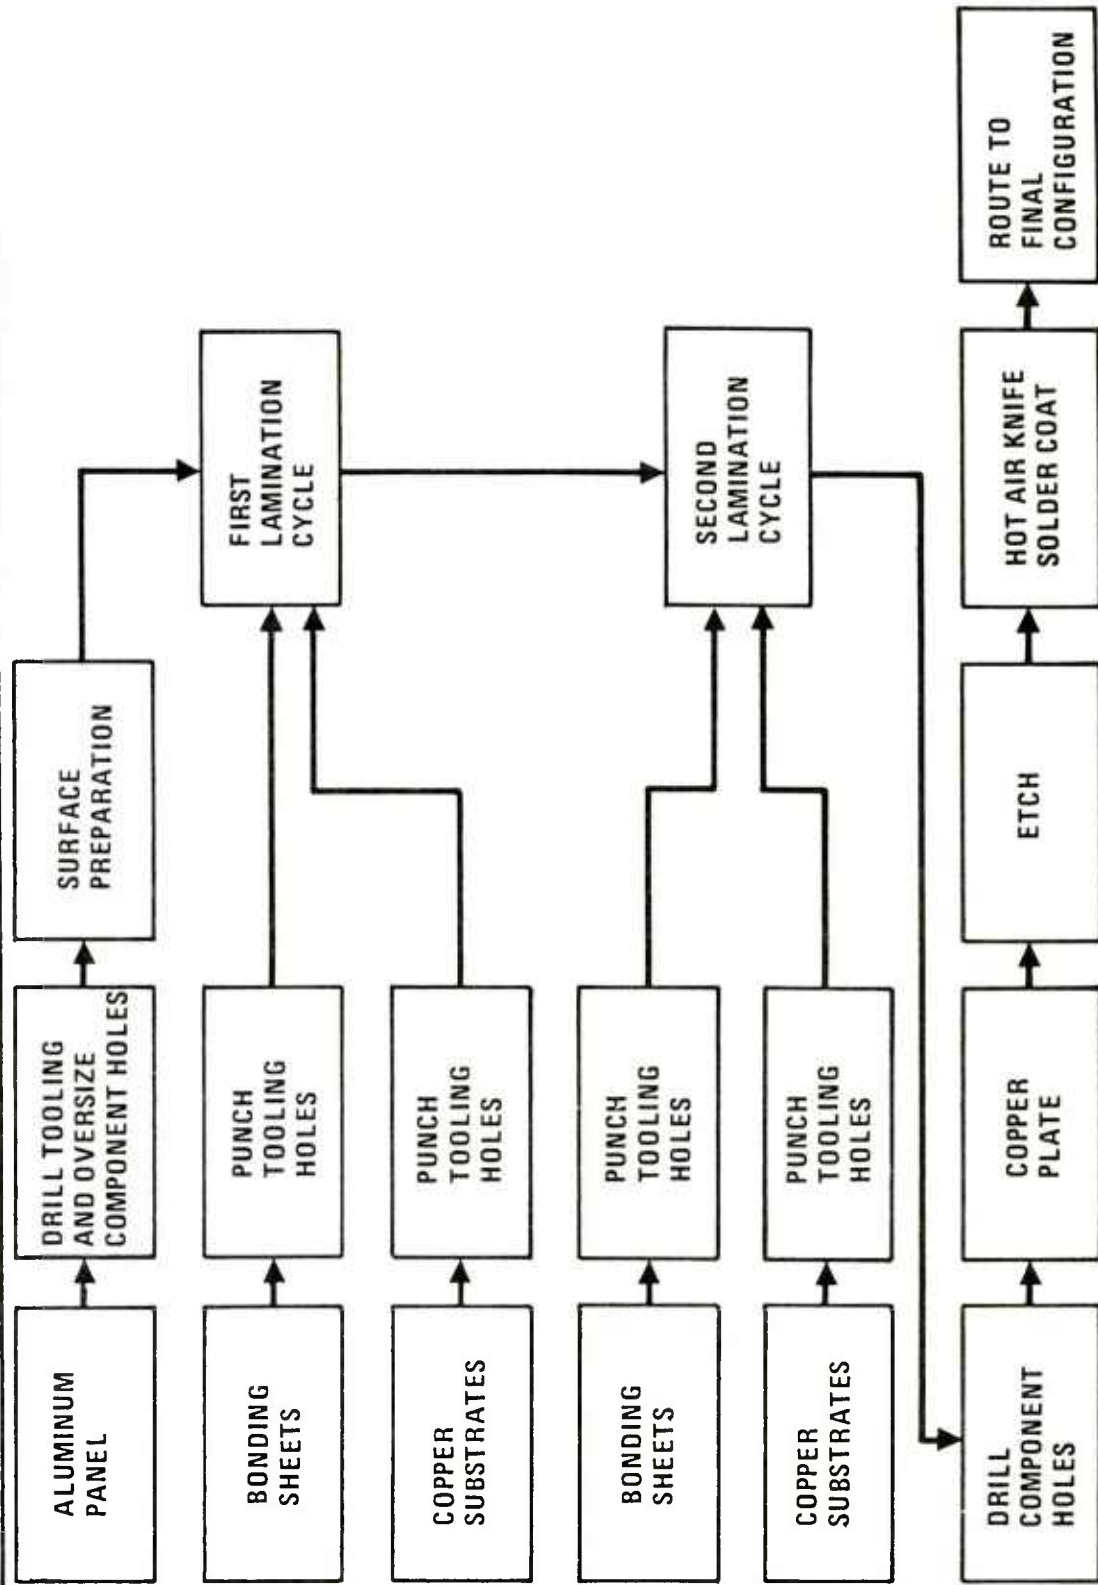 ALUMINUM
PANEL
DRILL TOOLING
AND OVERSIZE
COMPONENT HOLES
SURFACE
PREPARATION
BONDING
SHEETS
PUNCH
TOOLING
HOLES
FIRST
LAMINATION
CYCLE
COPPER
SUBSTRATES
PUNCH
TOOLING
HOLES
BONDING
SHEETS
PUNCH
TOOLING
HOLES
SECOND
LAMINATION
CYCLE
COPPER
SUBSTRATES
PUNCH
TOOLING
HOLES
DRILL
COMPONENT
HOLES
COPPER
PLATE
ETCH
HOT AIR KNIFE
SOLDER COAT
ROUTE TO
FINAL
CONFIGURATION